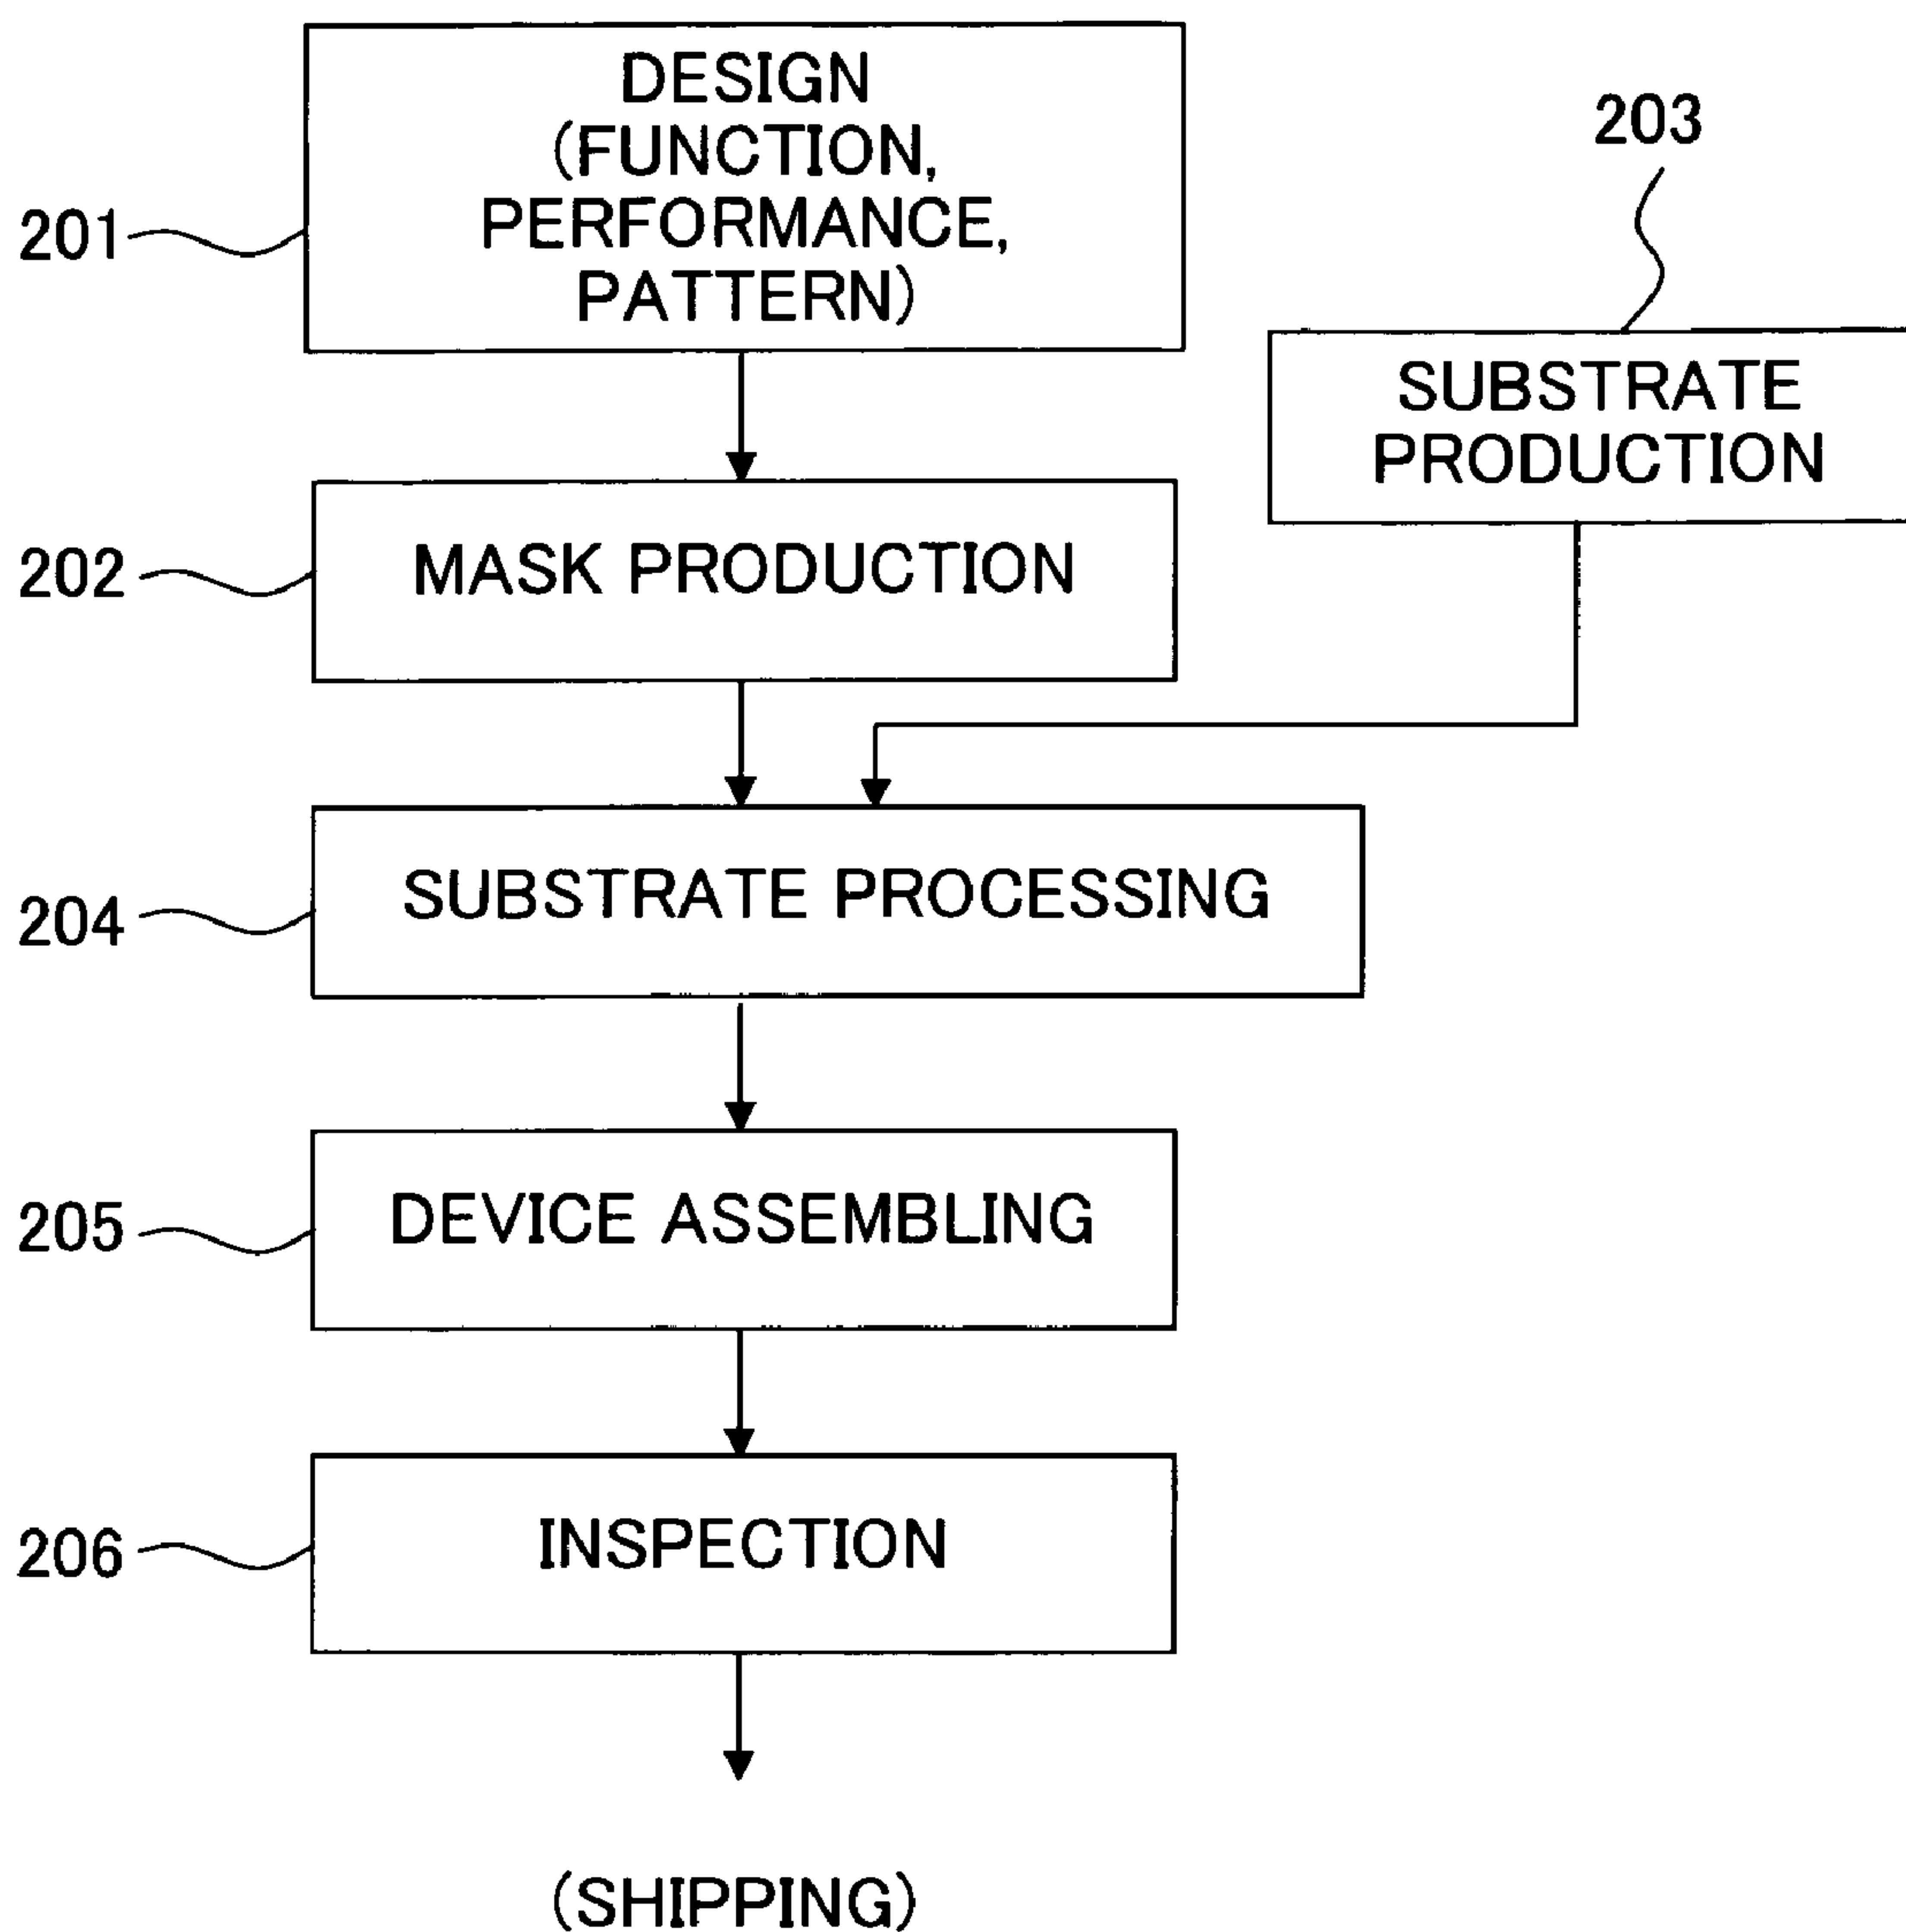 DESIGN
(FUNCTION,
PERFORMANCE,
PATTERN)
201
203
SUBSTRATE
PRODUCTION
202
MASK PRODUCTION
204
SUBSTRATE PROCESSING
205
DEVICE ASSEMBLING
206
INSPECTION
(SHIPPING)